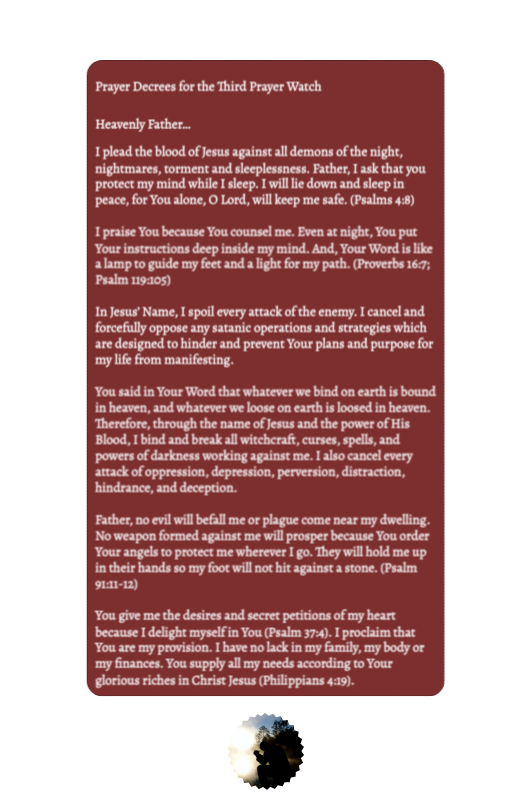 Prayer Decrees for the Third Prayer Watch
Heavenly Father...
I plead the blood of Jesus against all demons of the night,
nightmares, torment and sleeplessness. Father, I ask that you
protect my mind while I sleep. I will lie down and sleep in
peace, for You alone, O Lord, will keep me safe. (Psalms 4:8)
I praise You because You counsel me. Even at night, You put
Your instructions deep inside my mind. And, Your Word is like
a lamp to guide my feet and a light for my path. (Proverbs 16:7;
Psalm 119:105)
In Jesus' Name, I spoil every attack of the enemy. I cancel and
forcefully oppose any satanic operations and strategies which
are designed to hinder and prevent Your plans and purpose for
my life from manifesting.
You said in Your Word that whatever we bind on earth is bound
in heaven, and whatever we loose on earth is loosed in heaven.
Therefore, through the name of Jesus and the power of His
Blood, I bind and break all witchcraft, curses, spells, and
powers of darkness working against me. I also cancel every
attack of oppression, depression, perversion, distraction,
hindrance, and deception.
Father, no evil will befall me or plague come near my dwelling.
No weapon formed against me will prosper because You order
Your angels to protect me wherever I go. They will hold me up
in their hands so my foot will not hit against a stone. (Psalm
91:11-12)
You give me the desires and secret petitions of my heart
because I delight myself in You (Psalm 37:4). I proclaim that
You are my provision. I have no lack in my family, my body or
my finances. You supply all my needs according to Your
glorious riches in Christ Jesus (Philippians 4:19).